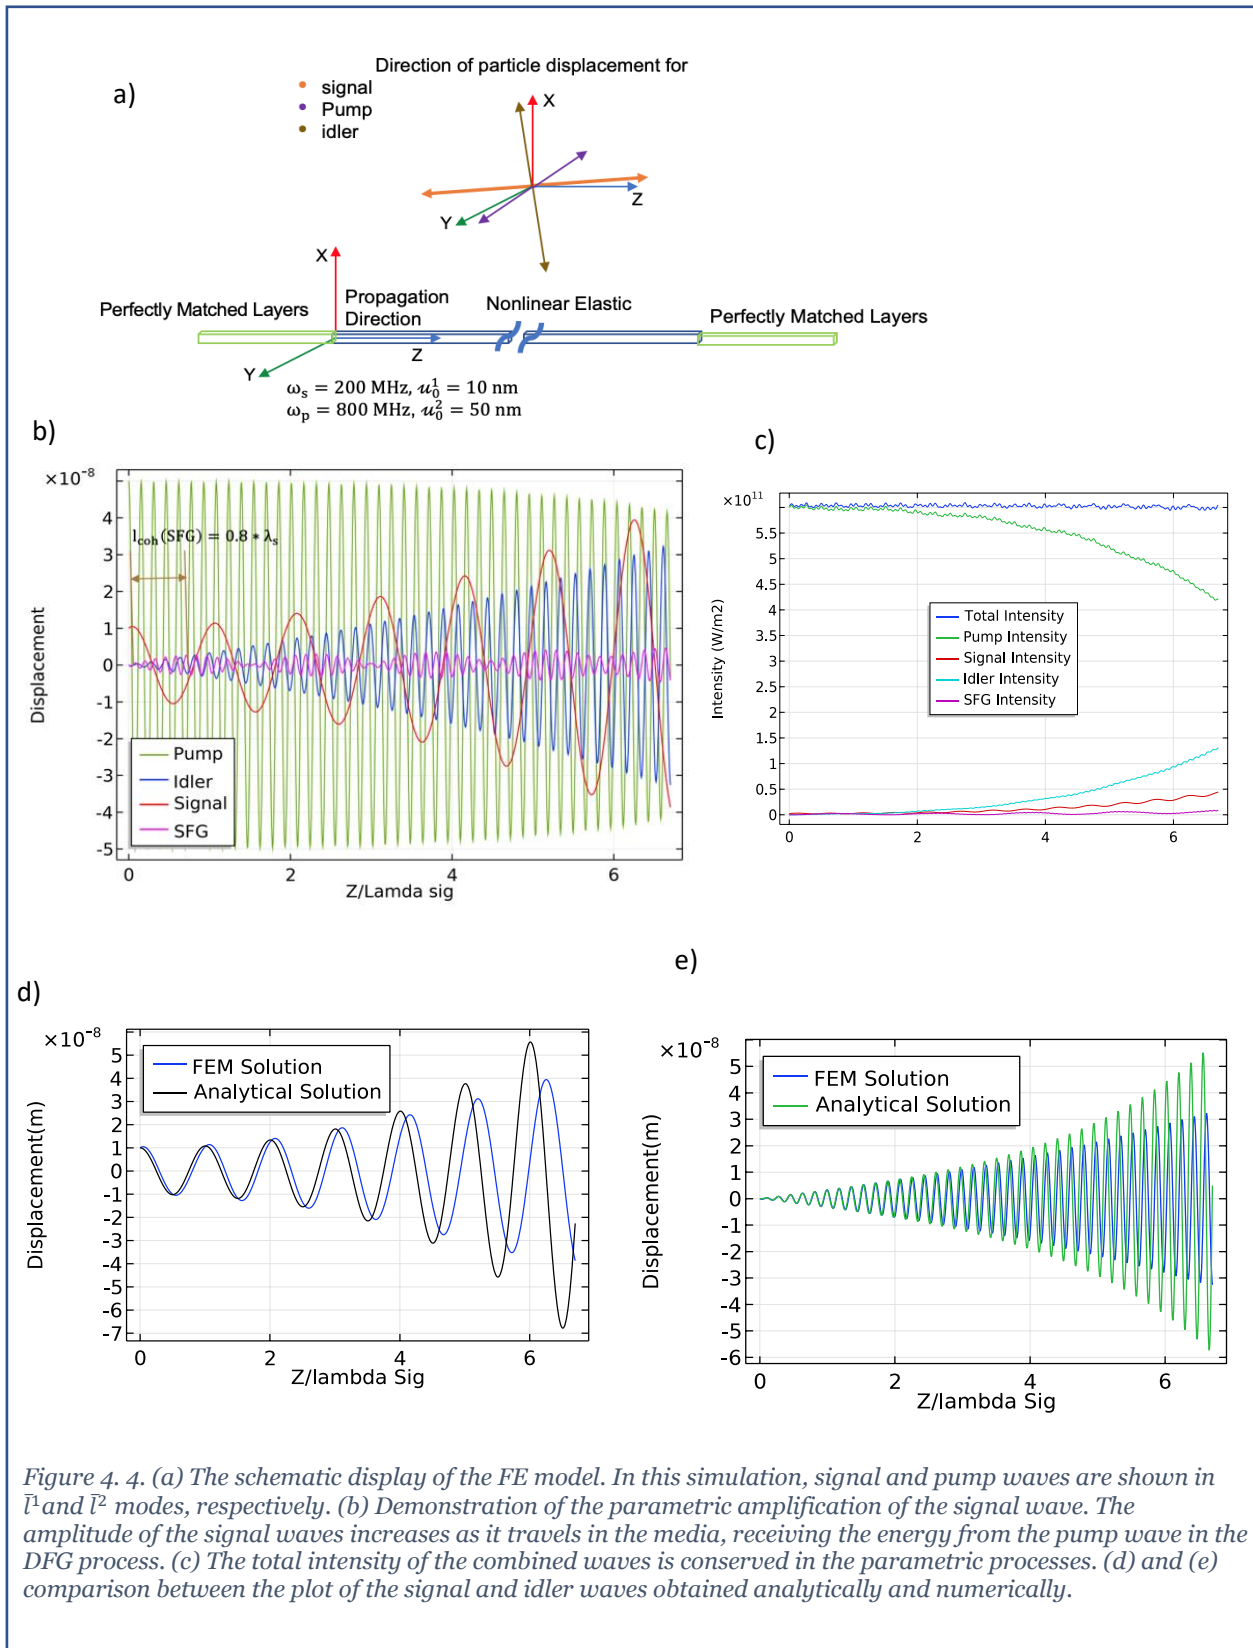 a)
Direction of particle displacement for
signal
Pump
idler
X
Z
Y
X
Perfectly Matched Layers
Propagation
Direction
Nonlinear Elastic
Perfectly Matched Layers
Z
Y
ω_s = 200 MHz, 𝓊_0^1 = 10 nm
ω_p = 800 MHz, 𝓊_0^2 = 50 nm
b)
×10^-8
l_coh(SFG) = 0.8 * λ_s
Displacement
5
4
3
2
1
0
-1
-2
-3
-4
-5
Pump
Idler
Signal
SFG
0
2
4
6
Z/Lamda sig
c)
×10^11
Intensity (W/m2)
5.5
5
4.5
4
3.5
3
2.5
2
1.5
1
0.5
0
Total Intensity
Pump Intensity
Signal Intensity
Idler Intensity
SFG Intensity
0
2
4
6
d)
×10^-8
Displacement(m)
5
4
3
2
1
0
-1
-2
-3
-4
-5
-6
-7
FEM Solution
Analytical Solution
0
2
4
6
Z/lambda Sig
e)
×10^-8
Displacement(m)
5
4
3
2
1
0
-1
-2
-3
-4
-5
-6
FEM Solution
Analytical Solution
0
2
4
6
Z/lambda Sig
Figure 4. 4. (a) The schematic display of the FE model. In this simulation, signal and pump waves are shown in
l̄^1 and l̄^2 modes, respectively. (b) Demonstration of the parametric amplification of the signal wave. The
amplitude of the signal waves increases as it travels in the media, receiving the energy from the pump wave in the
DFG process. (c) The total intensity of the combined waves is conserved in the parametric processes. (d) and (e)
comparison between the plot of the signal and idler waves obtained analytically and numerically.